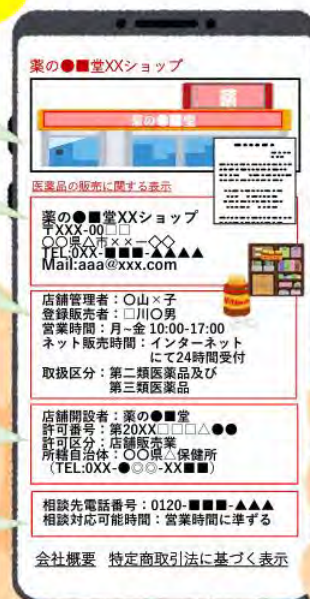 薬の●■堂XXショップ
薬
薬の●■堂
医薬品の販売に関する表示
薬の●■堂XXショップ
〒XXX-00□□
○○県△市××ー◇◇
TEL:0XX-■■■-▲▲▲▲
Mail:aaa@xxx.com
店舗管理者：○山×子
登録販売者：□川○男
営業時間：月~金 10:00-17:00
ネット販売時間：インターネット
にて24時間受付
取扱区分：第二類医薬品及び
第三類医薬品
店舗開設者：薬の●■堂
許可番号：第20XX□□□△●●
許可区分：店舗販売業
所轄自治体：○○県△保健所
（TEL:0XX-●◎◎-XX■■）
相談先電話番号：0120-■■■-▲▲▲
相談対応可能時間：営業時間に準ずる
会社概要 特定商取引法に基づく表示